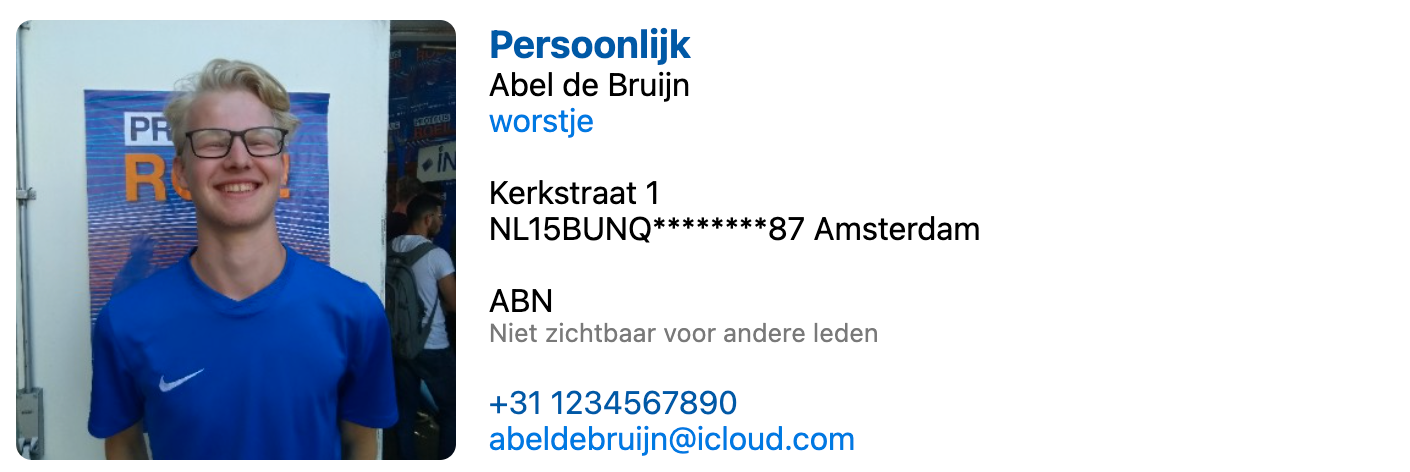 Persoonlijk
Abel de Bruijn
worstje
Kerkstraat 1
NL15BUNQ********87 Amsterdam
ABN
Niet zichtbaar voor andere leden
+31 1234567890
abeldebruijn@icloud.com